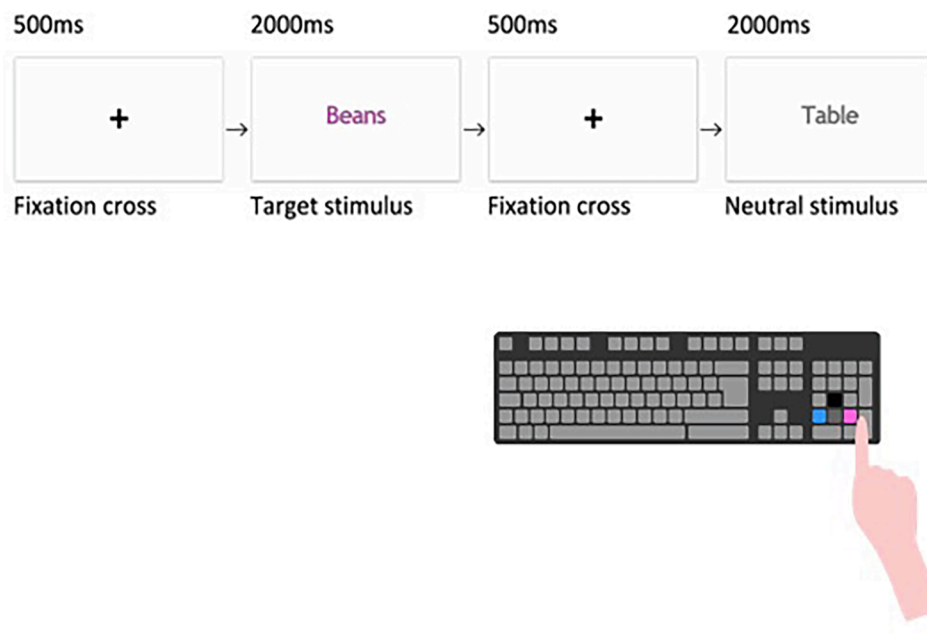 500ms 2000ms 500ms 2000ms
+ → Beans → + → Table
Fixation cross Target stimulus Fixation cross Neutral stimulus